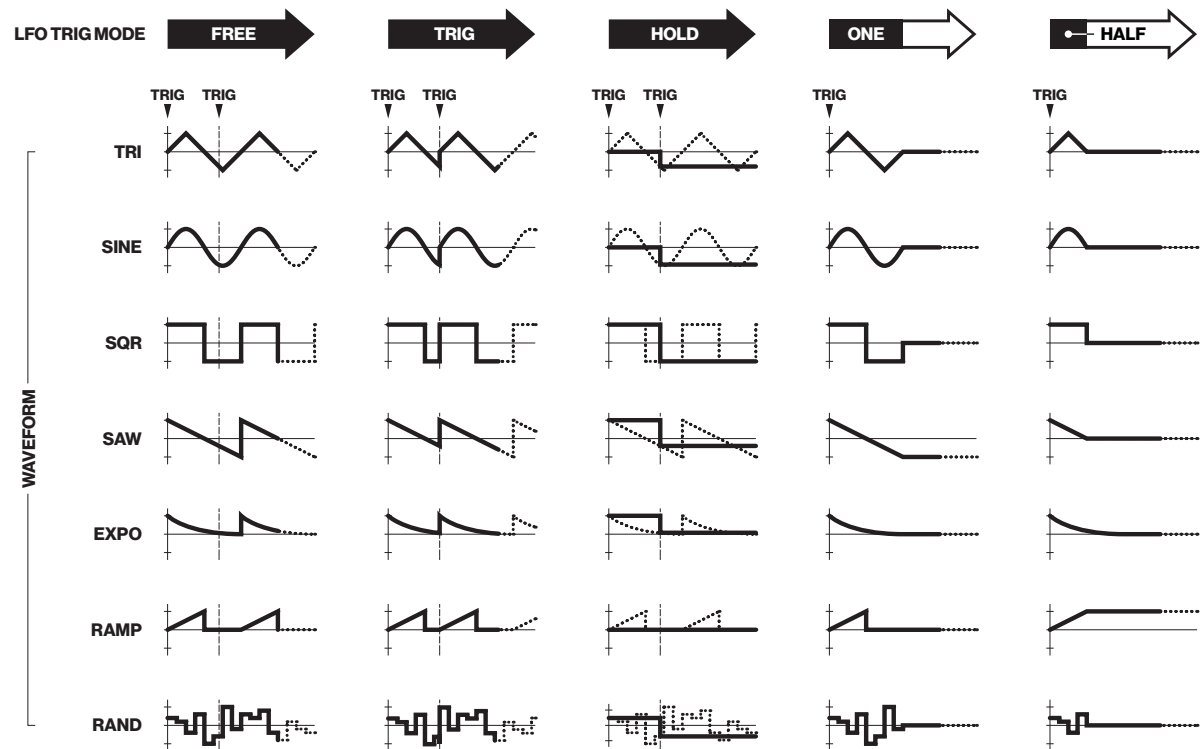 LFO TRIG MODE FREE TRIG HOLD ONE HALF
TRIG TRIG TRIG TRIG TRIG TRIG TRIG TRIG
TRI
SINE
SQR
SAW
WAVEFORM
EXPO
RAMP
RAND